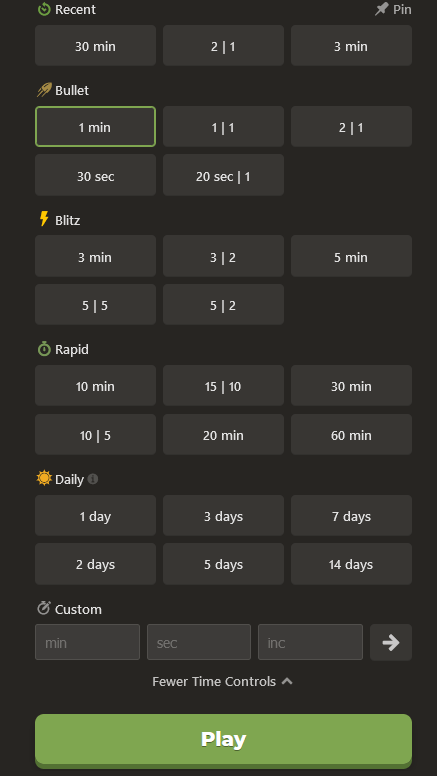 Recent Pin
30 min 2 | 1 3 min
Bullet
1 min 1 | 1 2 | 1
30 sec 20 sec | 1
Blitz
3 min 3 | 2 5 min
5 | 5 5 | 2
Rapid
10 min 15 | 10 30 min
10 | 5 20 min 60 min
Daily
1 day 3 days 7 days
2 days 5 days 14 days
Custom
min sec inc
Fewer Time Controls
Play